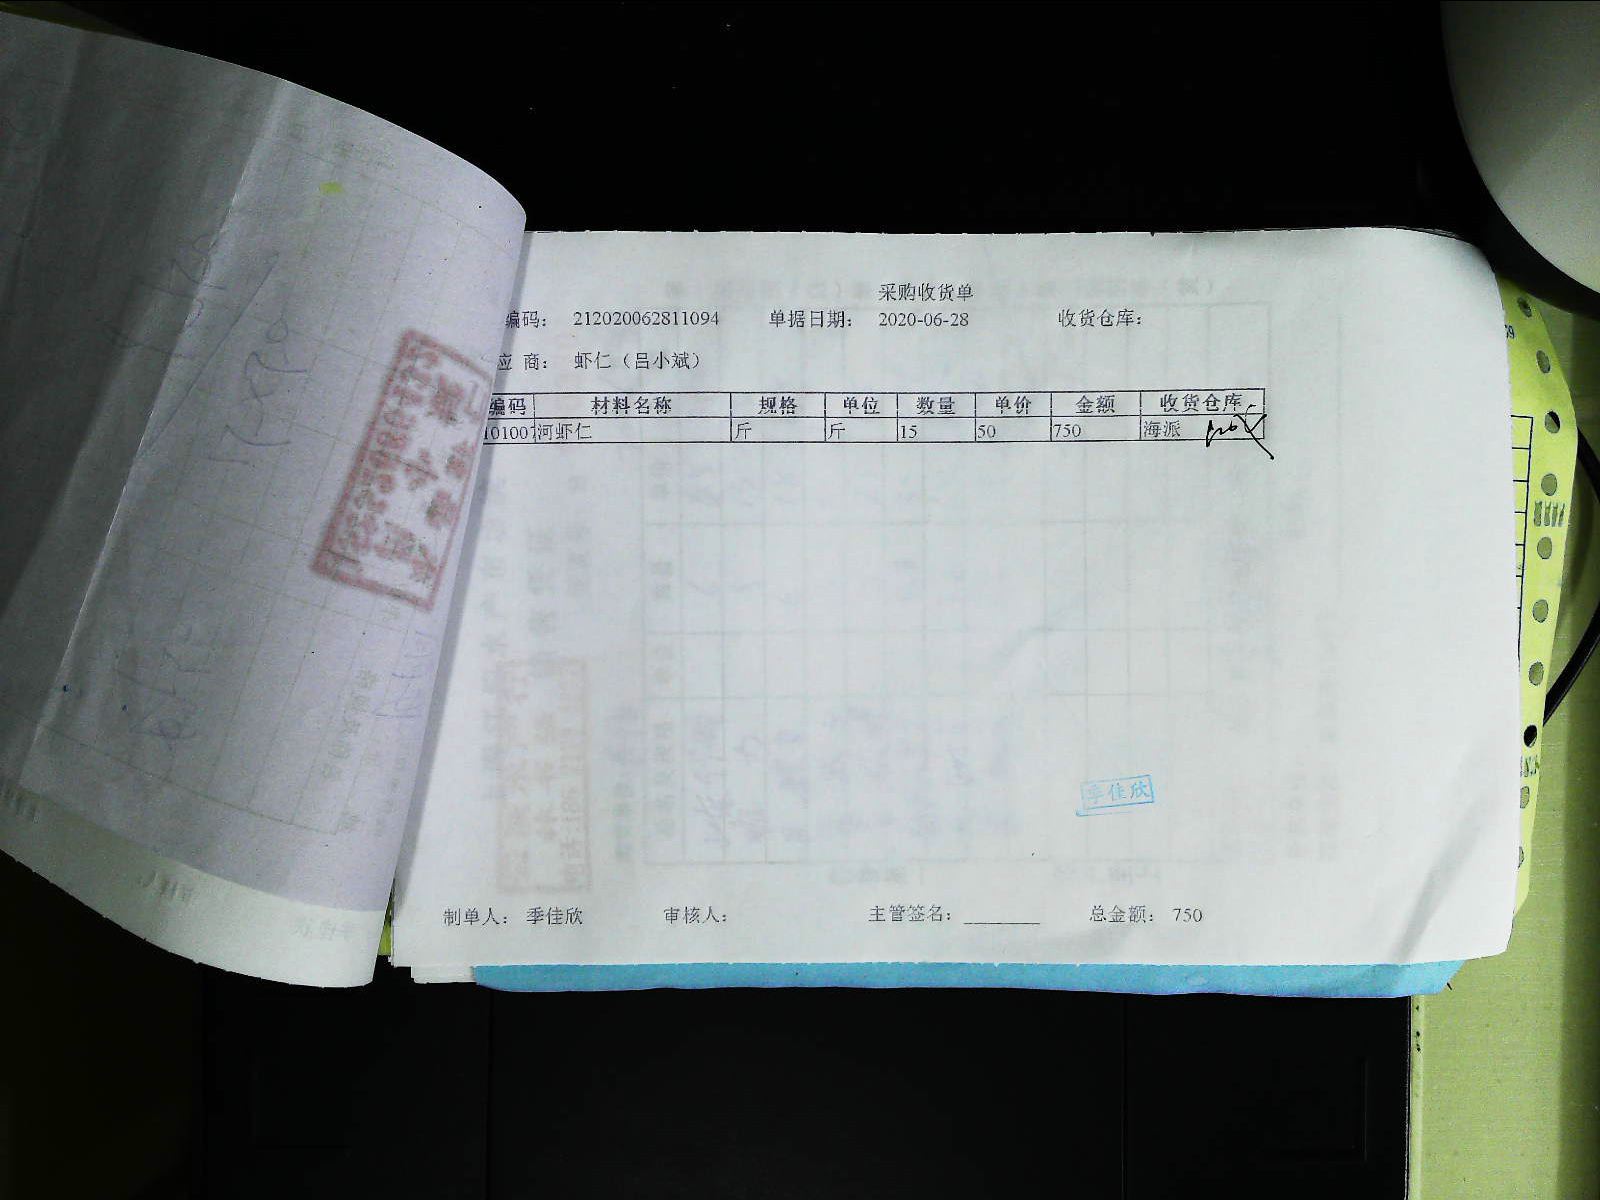 采购收货单
编码： 212020062811094 单据日期： 2020-06-28 收货仓库：
应 商： 虾仁（吕小斌）
编码 材料名称 规格 单位 数量 单价 金额 收货仓库
河虾仁 斤 斤 15 50 750 海派
季佳欣
制单人： 季佳欣 审核人： 主管签名： 总金额： 750